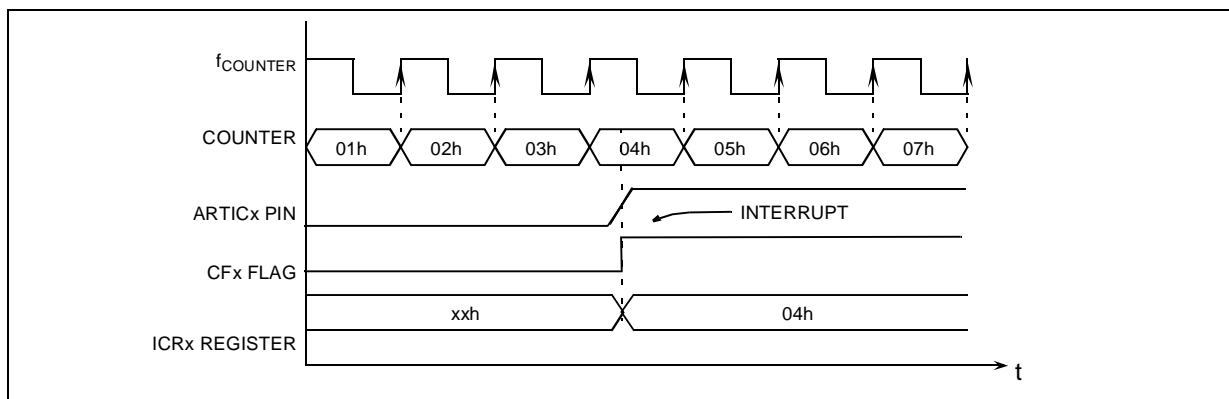 fCOUNTER
COUNTER 01h 02h 03h 04h 05h 06h 07h
ARTICx PIN INTERRUPT
CFx FLAG
xxh 04h
ICRx REGISTER
t